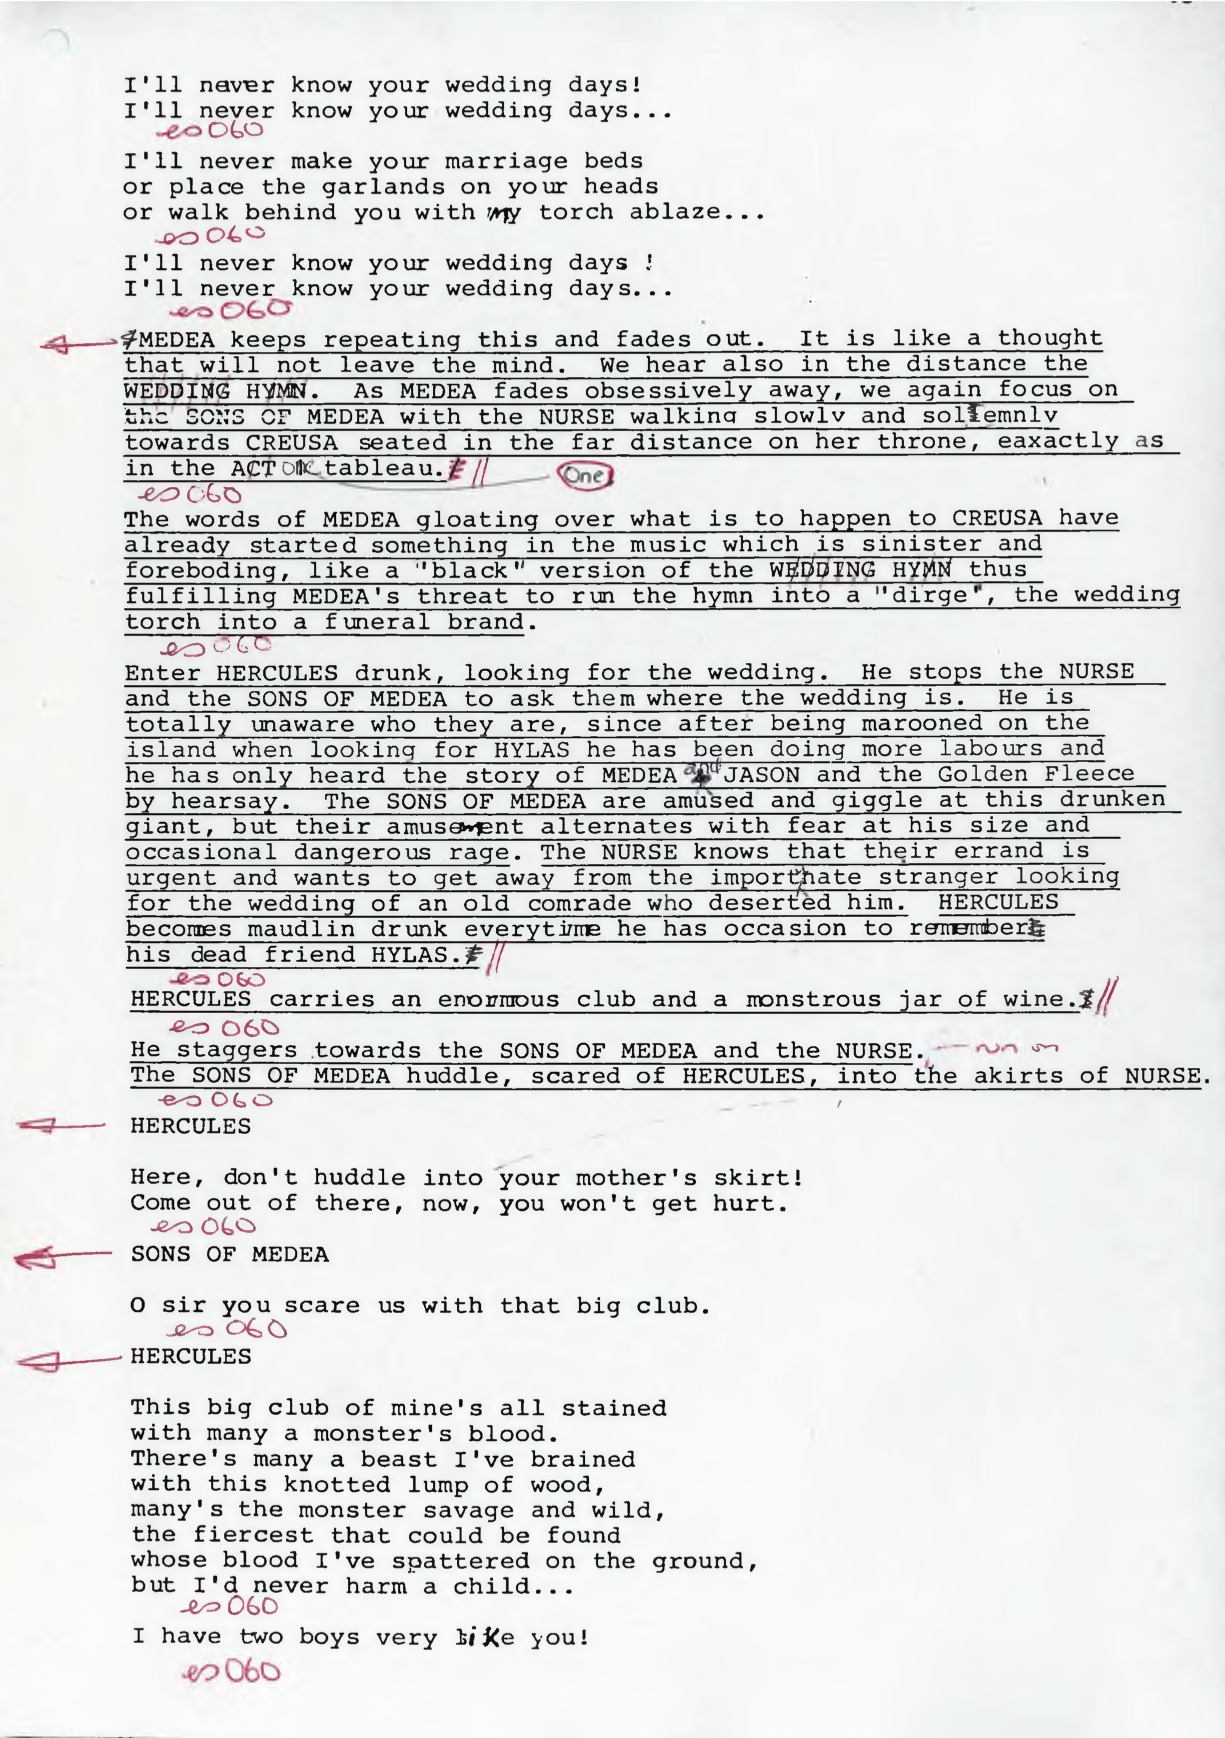 I'll never know your wedding days!
I'll never know your wedding days...
es 060
I'll never make your marriage beds
or place the garlands on your heads
or walk behind you with my torch ablaze...
es 060
I'll never know your wedding days !
I'll never know your wedding days...
es 060
MEDEA keeps repeating this and fades out. It is like a thought
that will not leave the mind. We hear also in the distance the
WEDDING HYMN. As MEDEA fades obsessively away, we again focus on
the SONS OF MEDEA with the NURSE walking slowly and solemnly
towards CREUSA seated in the far distance on her throne, eaxactly as
in the ACT one tableau. // One
es 060
The words of MEDEA gloating over what is to happen to CREUSA have
already started something in the music which is sinister and
foreboding, like a "black" version of the WEDDING HYMN thus
fulfilling MEDEA's threat to run the hymn into a "dirge", the wedding
torch into a funeral brand.
es 060
Enter HERCULES drunk, looking for the wedding. He stops the NURSE
and the SONS OF MEDEA to ask them where the wedding is. He is
totally unaware who they are, since after being marooned on the
island when looking for HYLAS he has been doing more labours and
he has only heard the story of MEDEA and JASON and the Golden Fleece
by hearsay. The SONS OF MEDEA are amused and giggle at this drunken
giant, but their amusement alternates with fear at his size and
occasional dangerous rage. The NURSE knows that their errand is
urgent and wants to get away from the importnate stranger looking
for the wedding of an old comrade who deserted him. HERCULES
becomes maudlin drunk everytime he has occasion to remember
his dead friend HYLAS. //
es 060
HERCULES carries an enormous club and a monstrous jar of wine. //
es 060
He staggers towards the SONS OF MEDEA and the NURSE. run on
The SONS OF MEDEA huddle, scared of HERCULES, into the akirts of NURSE.
es 060
HERCULES
Here, don't huddle into your mother's skirt!
Come out of there, now, you won't get hurt.
es 060
SONS OF MEDEA
O sir you scare us with that big club.
es 060
HERCULES
This big club of mine's all stained
with many a monster's blood.
There's many a beast I've brained
with this knotted lump of wood,
many's the monster savage and wild,
the fiercest that could be found
whose blood I've spattered on the ground,
but I'd never harm a child...
es 060
I have two boys very like you!
es 060